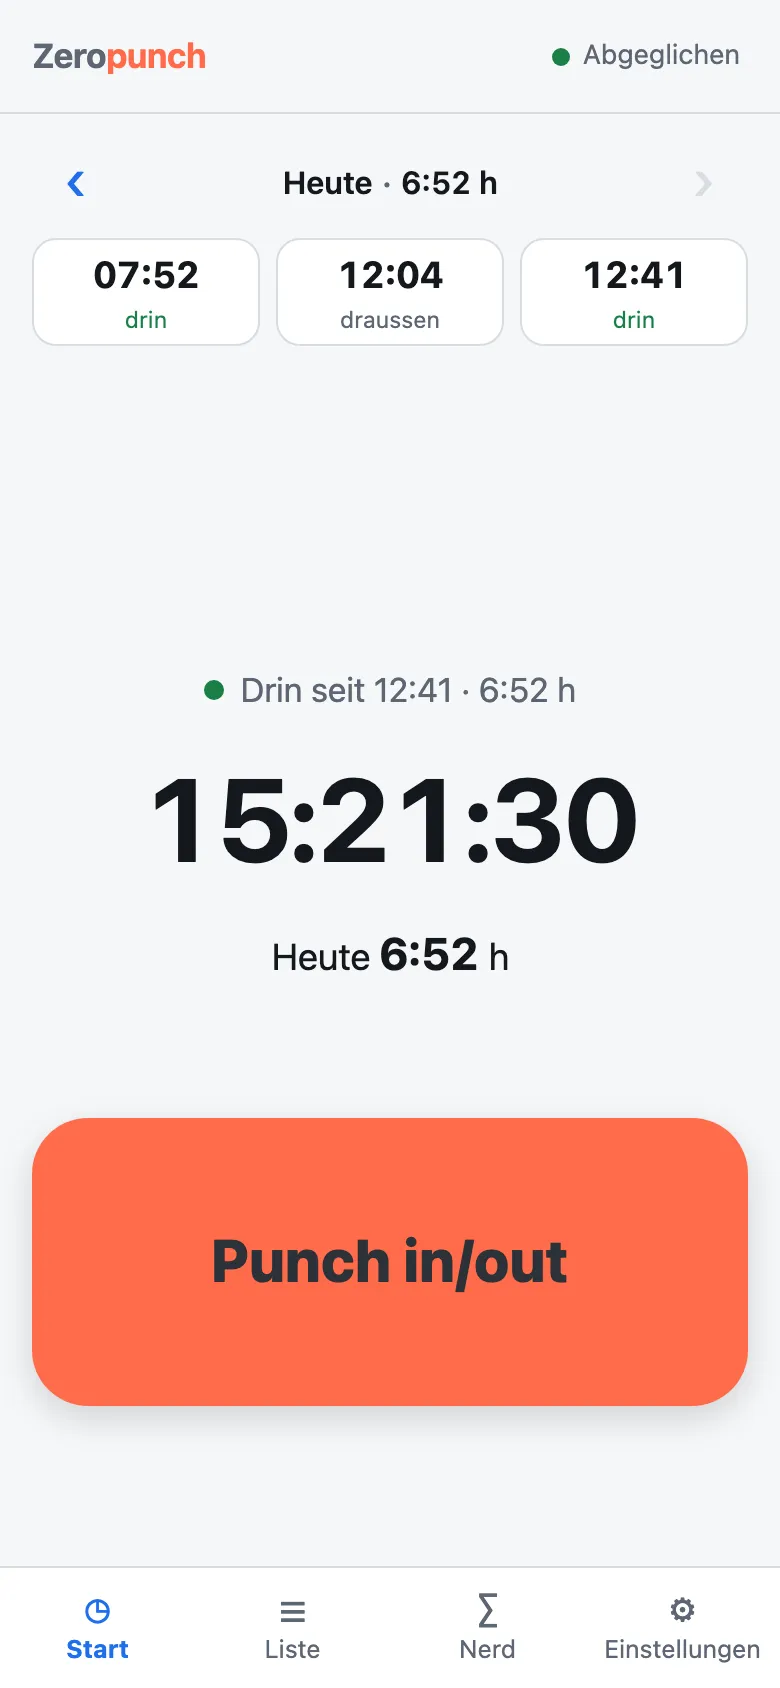 Zeropunch
Abgeglichen
Heute · 6:52 h
07:52
drin
12:04
draussen
12:41
drin
Drin seit 12:41 · 6:52 h
15:21:30
Heute 6:52 h
Punch in/out
Start
Liste
Nerd
Einstellungen